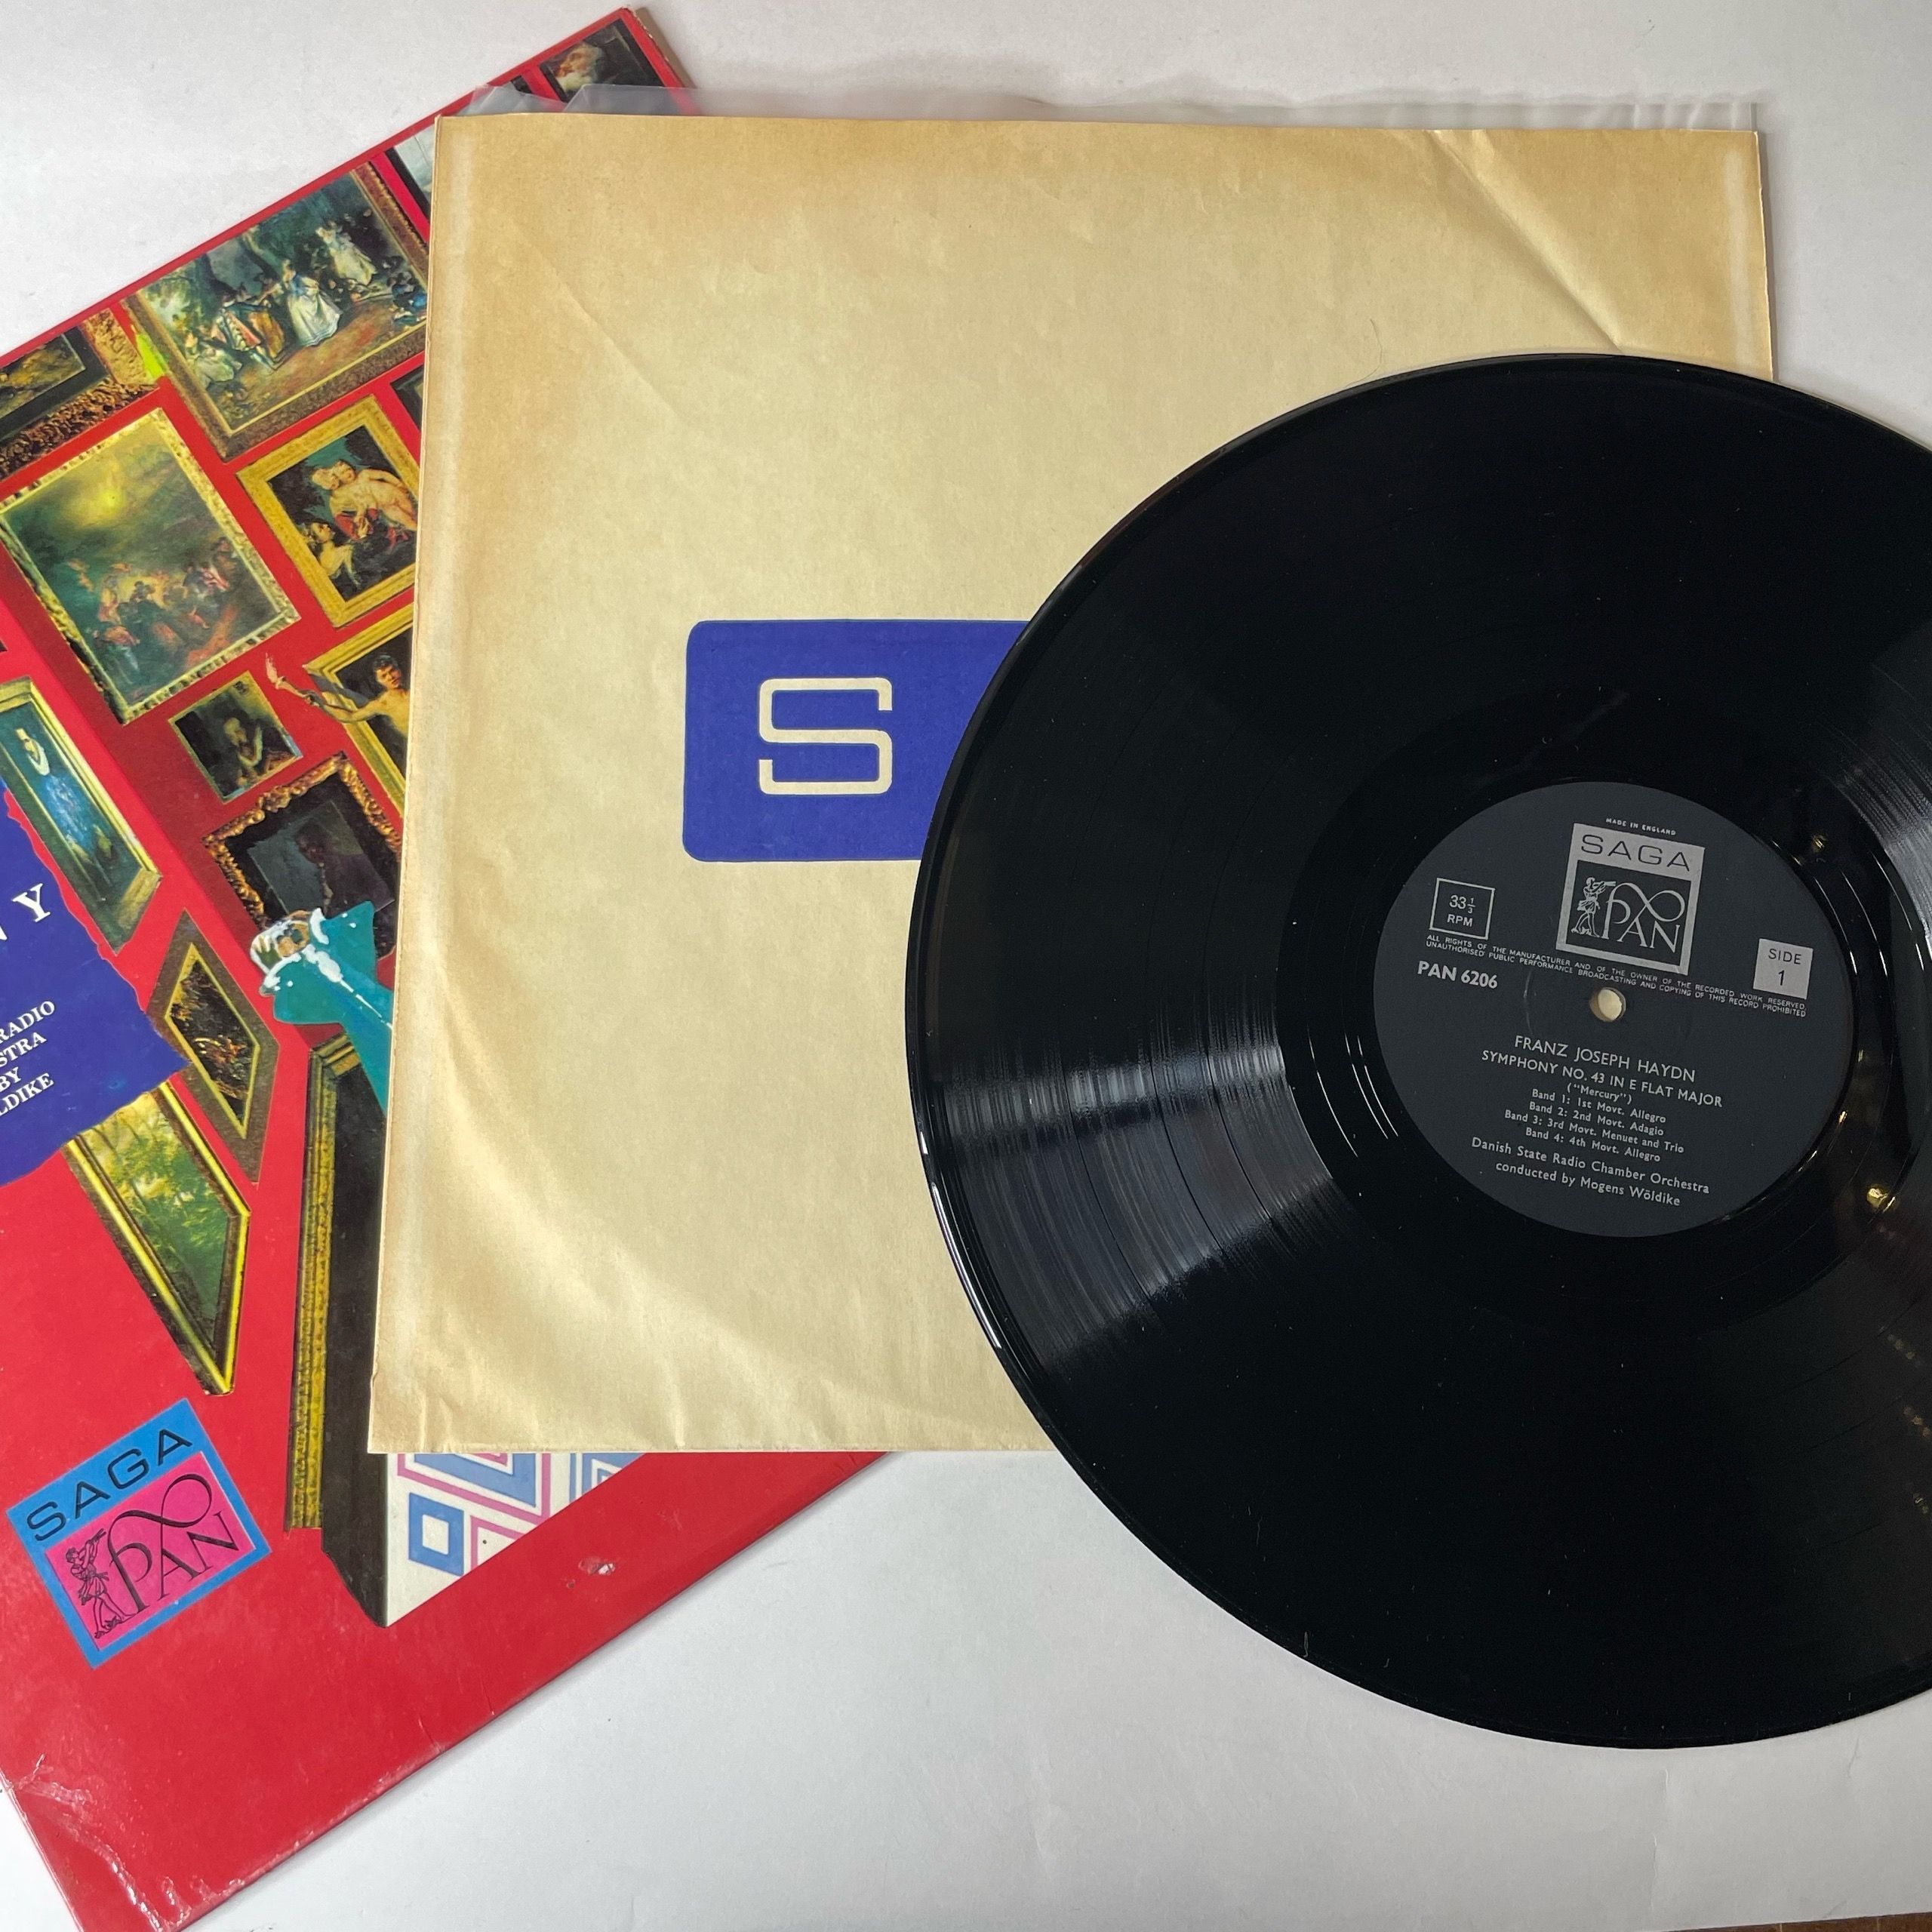 N Y
RADIO
STRA
BY
LDIKE
SAGA
PAN
S
MADE IN ENGLAND
SAGA
PAN
33 1/3
RPM
SIDE
1
ALL RIGHTS OF THE MANUFACTURER AND OF THE OWNER OF THE RECORDED WORK RESERVED
UNAUTHORISED PUBLIC PERFORMANCE BROADCASTING AND COPYING OF THIS RECORD PROHIBITED
PAN 6206
FRANZ JOSEPH HAYDN
SYMPHONY NO. 43 IN E FLAT MAJOR
("Mercury")
Band 1: 1st Movt. Allegro
Band 2: 2nd Movt. Adagio
Band 3: 3rd Movt. Menuet and Trio
Band 4: 4th Movt. Allegro
Danish State Radio Chamber Orchestra
conducted by Mogens Wöldike